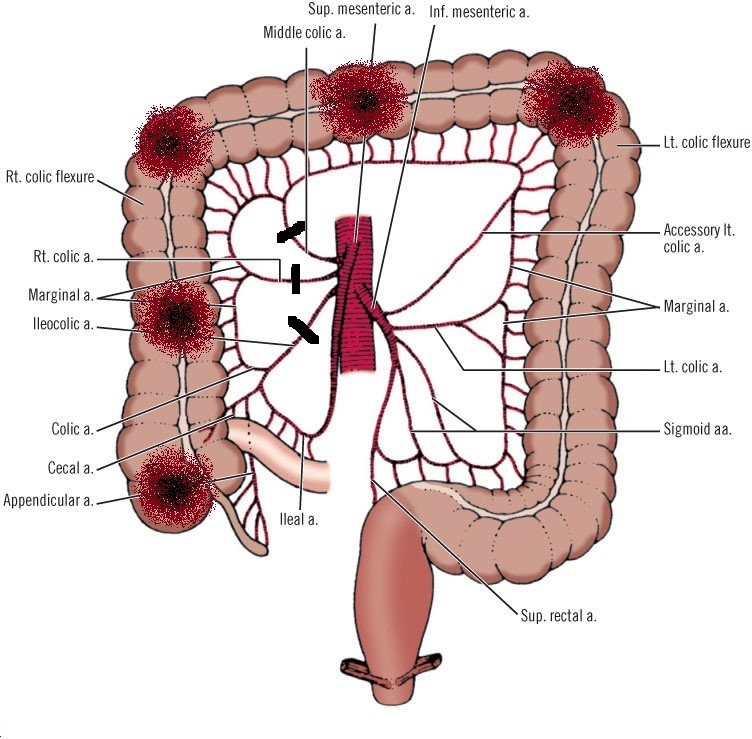 Sup. mesenteric a.
Inf. mesenteric a.
Middle colic a.
Lt. colic flexure
Rt. colic flexure
Accessory lt.
colic a.
Rt. colic a.
Marginal a.
Marginal a.
Ileocolic a.
Lt. colic a.
Colic a.
Sigmoid aa.
Cecal a.
Appendicular a.
Ileal a.
Sup. rectal a.